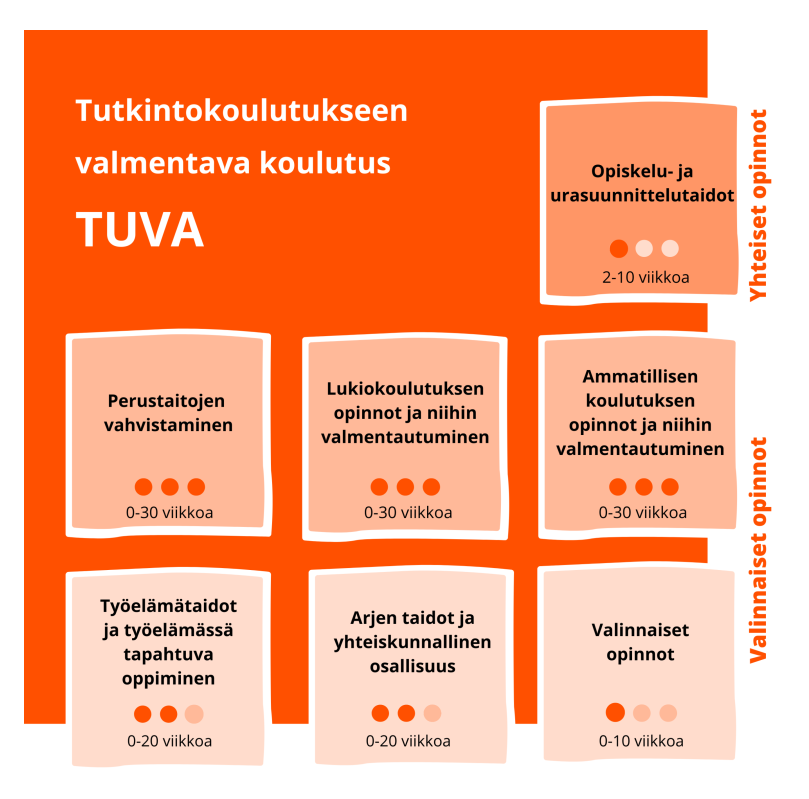 Tutkintokoulutukseen
valmentava koulutus
TUVA
Opiskelu- ja
urasuunnittelutaidot
2-10 viikkoa
Yhteiset opinnot
Perustaitojen
vahvistaminen
0-30 viikkoa
Lukiokoulutuksen
opinnot ja niihin
valmentautuminen
0-30 viikkoa
Ammatillisen
koulutuksen
opinnot ja niihin
valmentautuminen
0-30 viikkoa
Valinnaiset opinnot
Työelämätaidot
ja työelämässä
tapahtuva
oppiminen
0-20 viikkoa
Arjen taidot ja
yhteiskunnallinen
osallisuus
0-20 viikkoa
Valinnaiset
opinnot
0-10 viikkoa